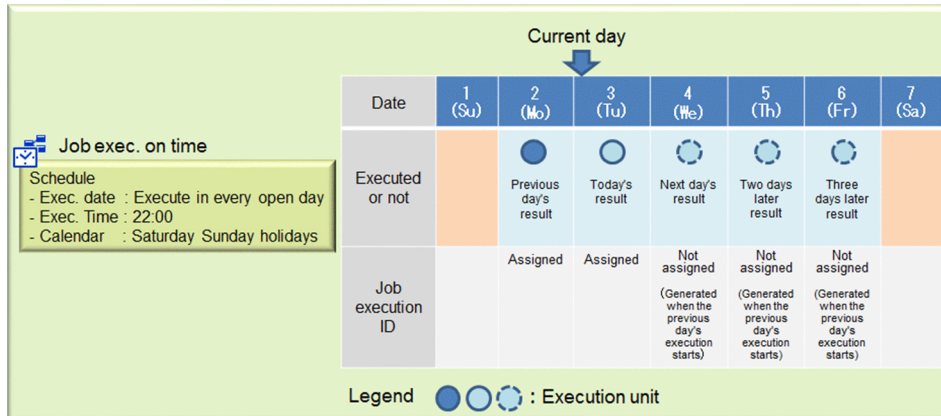 Current day
Date
1
(Su)
2
(Mo)
3
(Tu)
4
(We)
5
(Th)
6
(Fr)
7
(Sa)
Job exec. on time
Schedule
- Exec. date : Execute in every open day
- Exec. Time : 22:00
- Calendar : Saturday Sunday holidays
Executed
or not
Previous
day's
result
Today's
result
Next day's
result
Two days
later
result
Three
days later
result
Job
execution
ID
Assigned
Assigned
Not
assigned
(Generated
when the
previous
day's
execution
starts)
Not
assigned
(Generated
when the
previous
day's
execution
starts)
Not
assigned
(Generated
when the
previous
day's
execution
starts)
Legend
: Execution unit